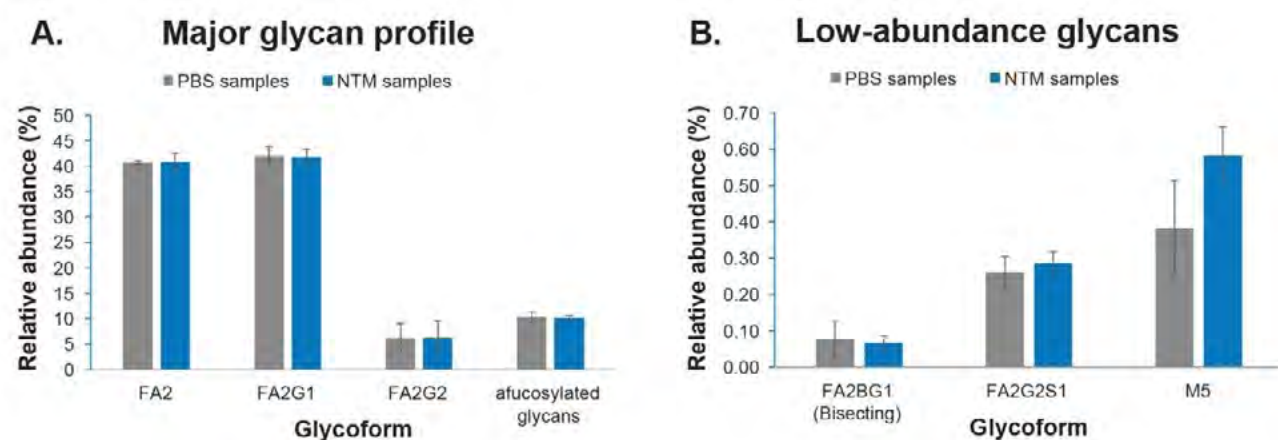 A. Major glycan profile
PBS samples NTM samples
Relative abundance (%)
50
45
40
35
30
25
20
15
10
5
0
FA2 FA2G1 FA2G2 afucosylated
glycans
Glycoform
B. Low-abundance glycans
PBS samples NTM samples
Relative abundance (%)
0.70
0.60
0.50
0.40
0.30
0.20
0.10
0.00
FA2BG1 FA2G2S1 M5
(Bisecting)
Glycoform